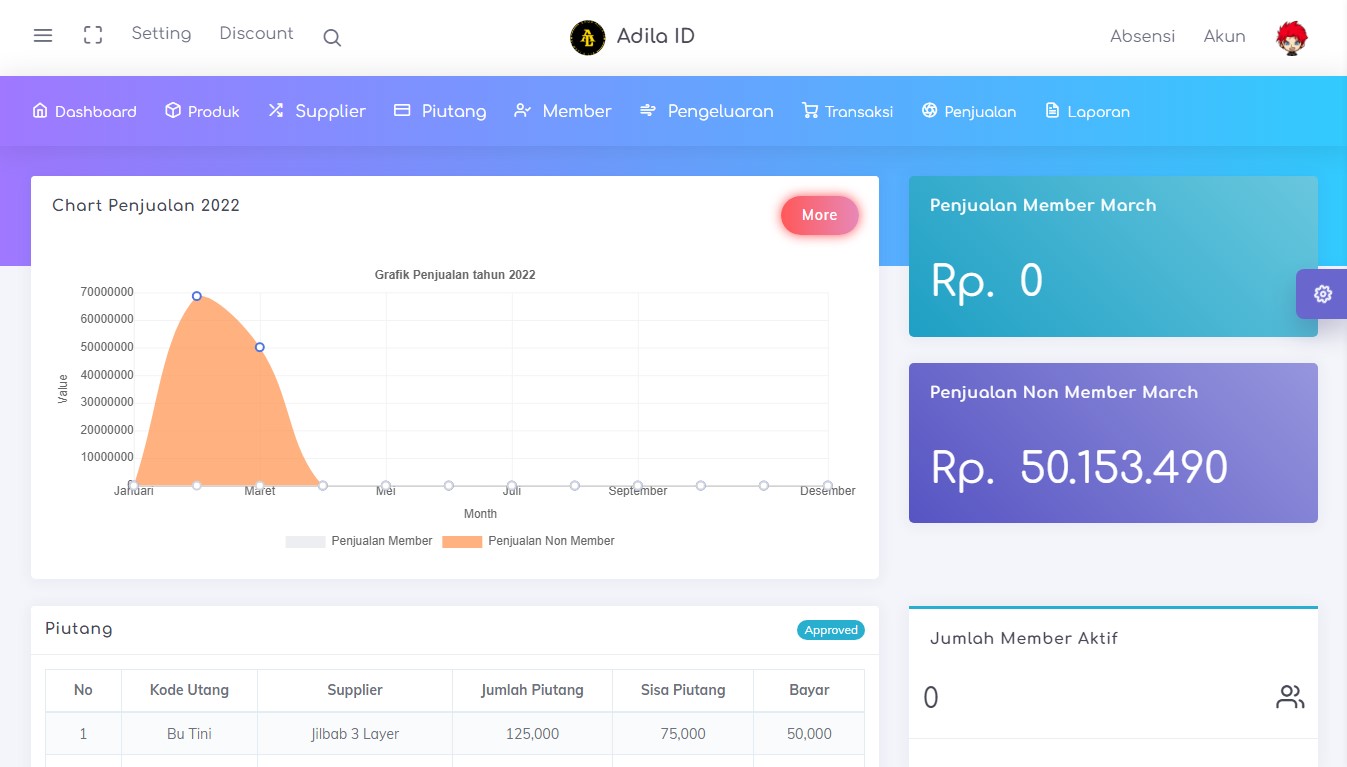 Setting Discount Adila ID Absensi Akun
Dashboard Produk Supplier Piutang Member Pengeluaran Transaksi Penjualan Laporan
Chart Penjualan 2022
More
Grafik Penjualan tahun 2022
70000000
60000000
50000000
40000000
30000000
20000000
10000000
0
Value
Januari Maret Mei Juli September Desember
Month
Penjualan Member Penjualan Non Member
Penjualan Member March
Rp. 0
Penjualan Non Member March
Rp. 50.153.490
Piutang
Approved
No Kode Utang Supplier Jumlah Piutang Sisa Piutang Bayar
1 Bu Tini Jilbab 3 Layer 125,000 75,000 50,000
Jumlah Member Aktif
0